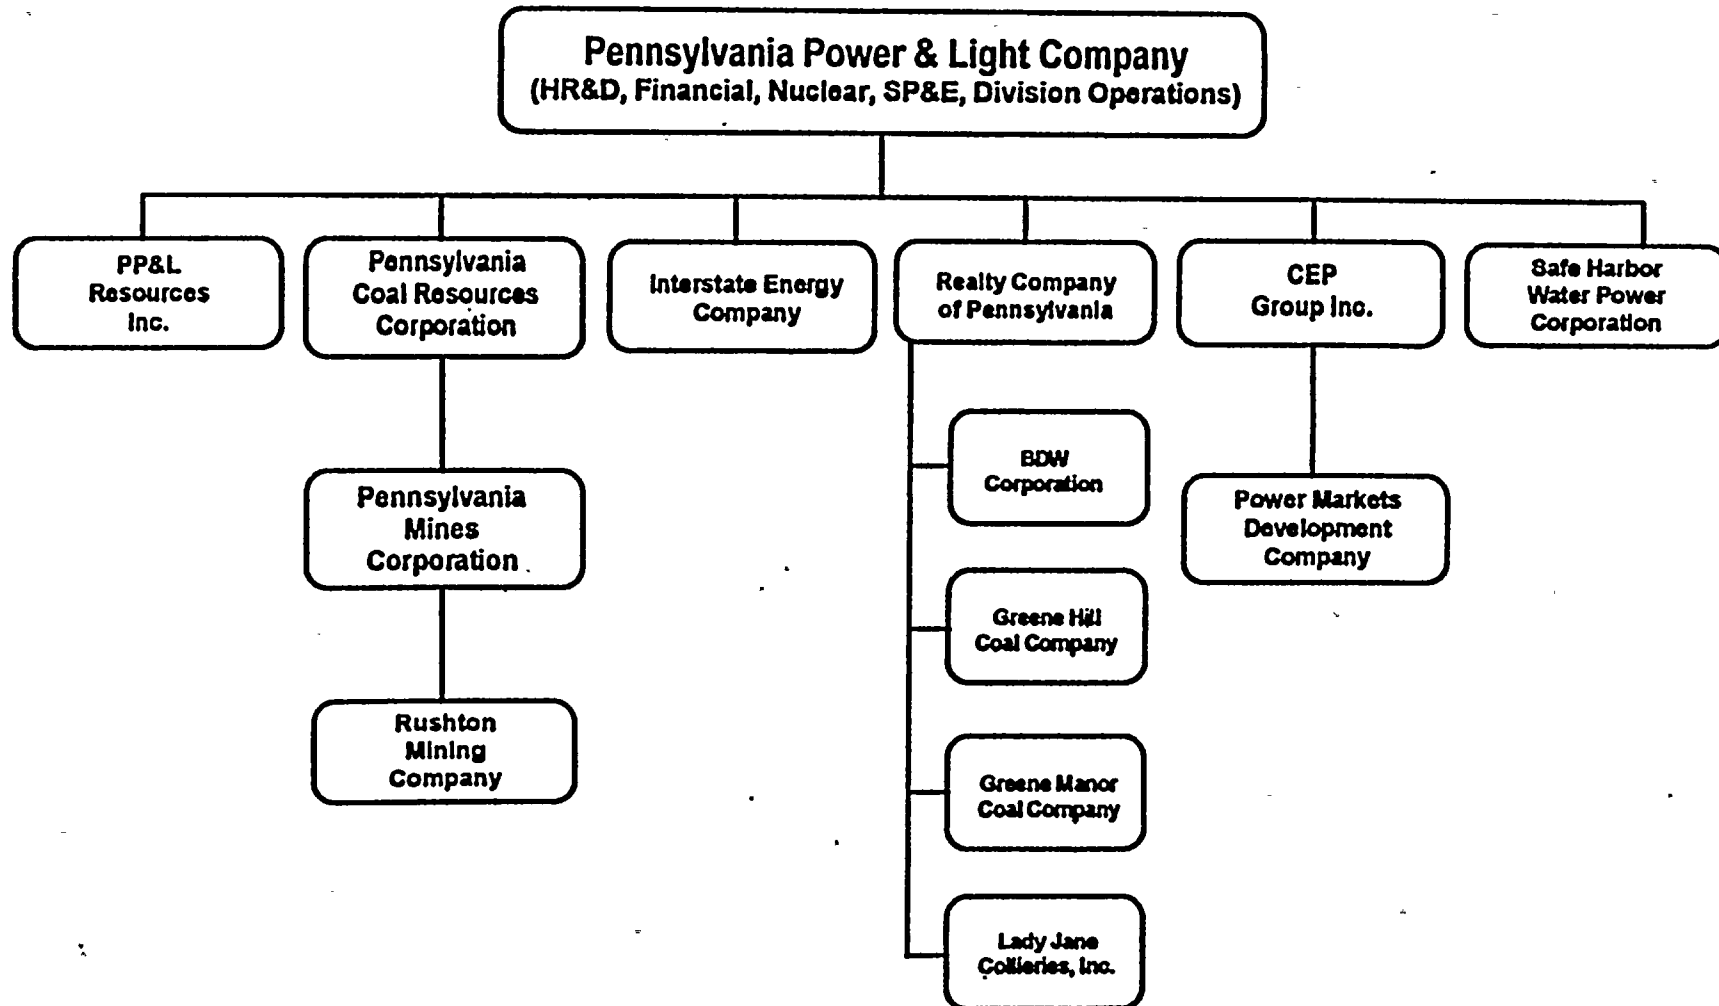 Pennsylvania Power & Light Company
(HR&D, Financial, Nuclear, SP&E, Division Operations)
PP&L
Resources
Inc.
Pennsylvania
Coal Resources
Corporation
Interstate Energy
Company
Realty Company
of Pennsylvania
CEP
Group Inc.
Safe Harbor
Water Power
Corporation
Pennsylvania
Mines
Corporation
Rushton
Mining
Company
BDW
Corporation
Greene Hill
Coal Company
Greene Manor
Coal Company
Lady Jane
Collieries, Inc.
Power Markets
Development
Company